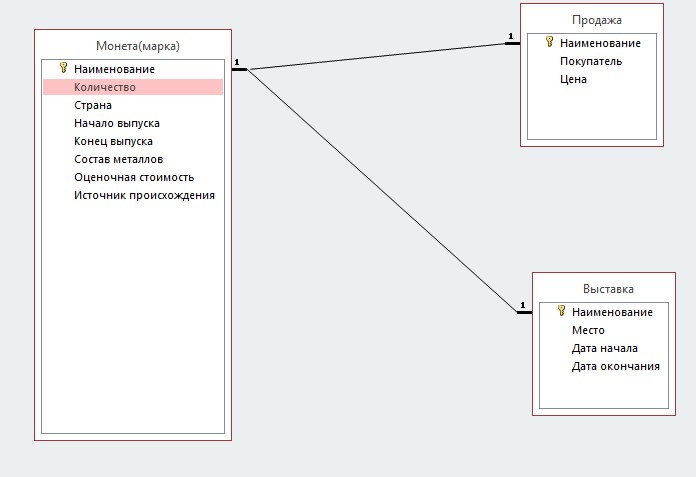 Монета(марка)
1
Наименование
Количество
Страна
Начало выпуска
Конец выпуска
Состав металлов
Оценочная стоимость
Источник происхождения
Продажа
1
Наименование
Покупатель
Цена
Выставка
1
Наименование
Место
Дата начала
Дата окончания